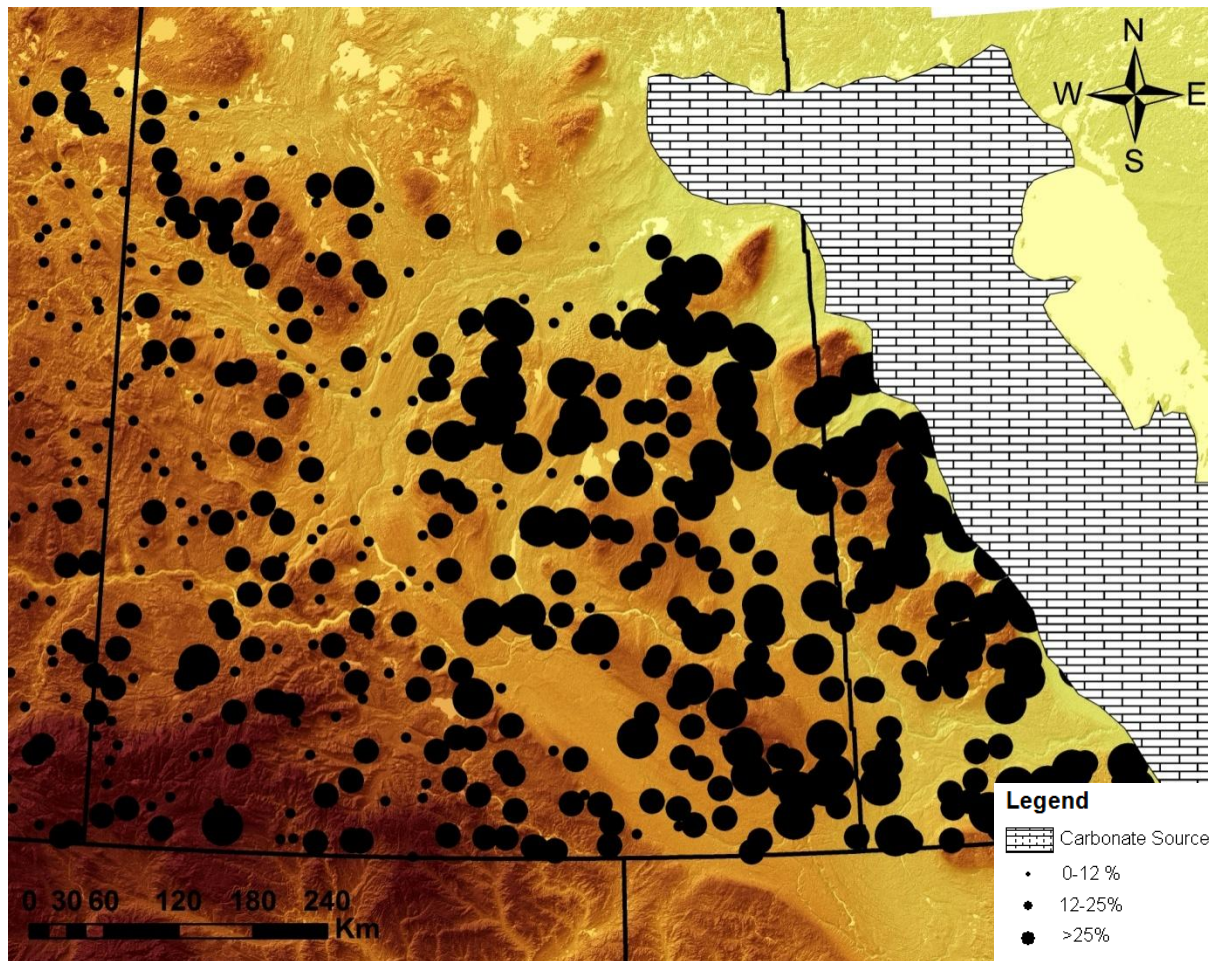 N
W E
S
Legend
Carbonate Source
0-12 %
12-25%
>25%
0 30 60 120 180 240
Km